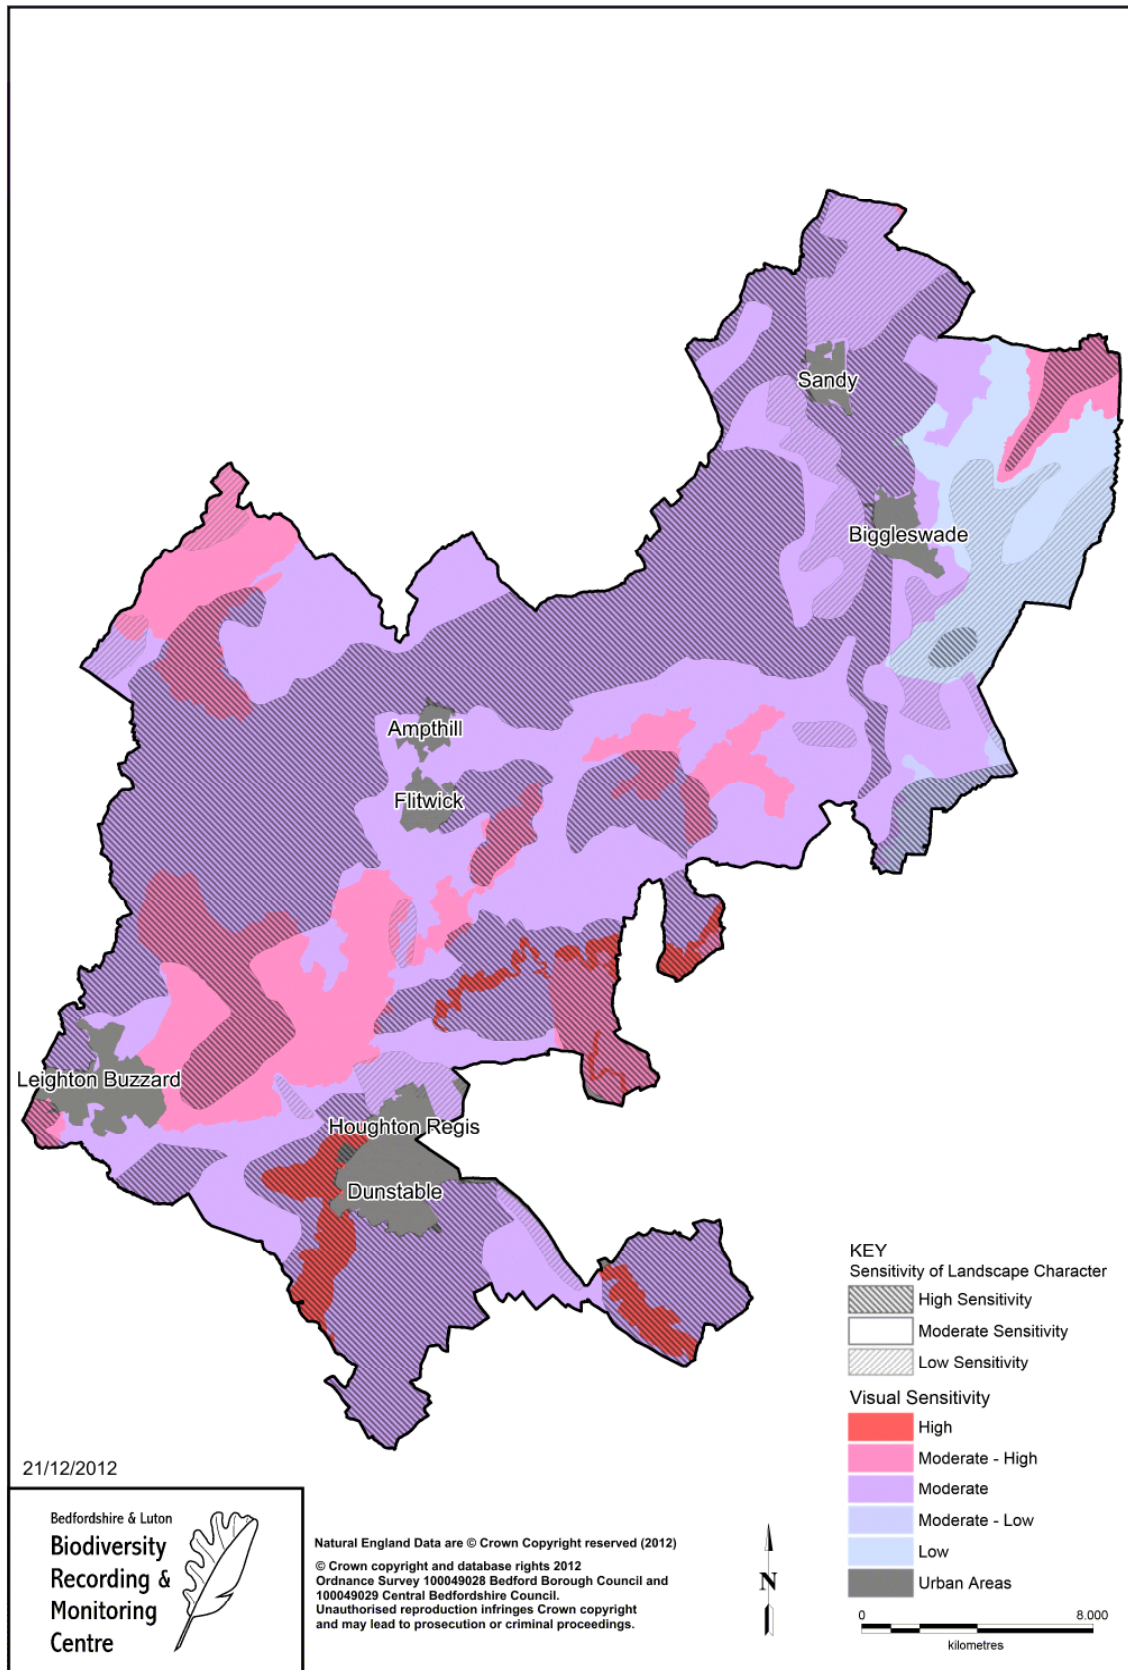 Sandy
Biggleswade
Ampthill
Flitwick
Leighton Buzzard
Houghton Regis
Dunstable
KEY
Sensitivity of Landscape Character
High Sensitivity
Moderate Sensitivity
Low Sensitivity
Visual Sensitivity
High
Moderate - High
Moderate
Moderate - Low
Low
Urban Areas
21/12/2012
Bedfordshire & Luton
Biodiversity
Recording &
Monitoring
Centre
Natural England Data are © Crown Copyright reserved (2012)
© Crown copyright and database rights 2012
Ordnance Survey 100049028 Bedford Borough Council and
100049029 Central Bedfordshire Council.
Unauthorised reproduction infringes Crown copyright
and may lead to prosecution or criminal proceedings.
N
0 8.000
kilometres